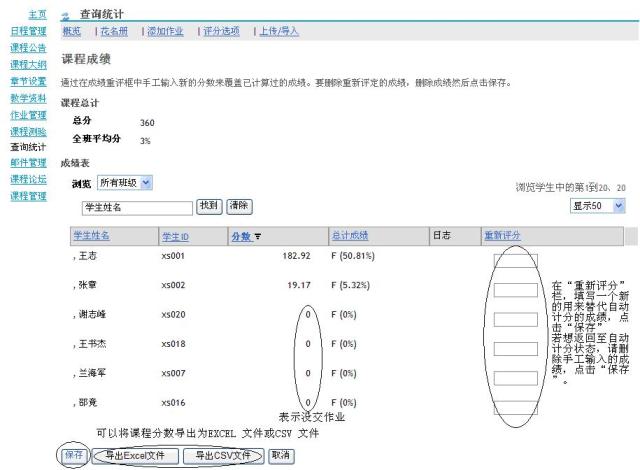 主页
日程管理
课程公告
课程大纲
章节设置
教学资料
作业管理
课程测验
查询统计
邮件管理
课程论坛
课程管理
查询统计
概览 | 花名册 | 添加作业 | 评分选项 | 上传/导入
课程成绩
通过在成绩重评框中手工输入新的分数来覆盖已计算过的成绩。要删除重新评定的成绩，删除成绩然后点击保存。
课程总计
总分 360
全班平均分 3%
成绩表
浏览 所有班级
浏览学生中的第1到20、20
学生姓名 找到 清除
显示50
学生姓名 学生ID 分数 总计成绩 日志 重新评分
, 王志 xs001 182.92 F (50.81%)
, 张章 xs002 19.17 F (5.32%)
, 谢志峰 xs020 0 F (0%)
, 王书杰 xs018 0 F (0%)
, 兰海军 xs007 0 F (0%)
, 邵竟 xs016 0 F (0%)
在“重新评分”
栏，填写一个新
的用来替代自动
计分的成绩，点
击“保存”
若想返回至自动
计分状态，请删
除手工输入的成
绩，点击“保存
”。
表示没交作业
可以将课程分数导出为EXCEL 文件或CSV 文件
保存 导出Excel文件 导出CSV文件 取消